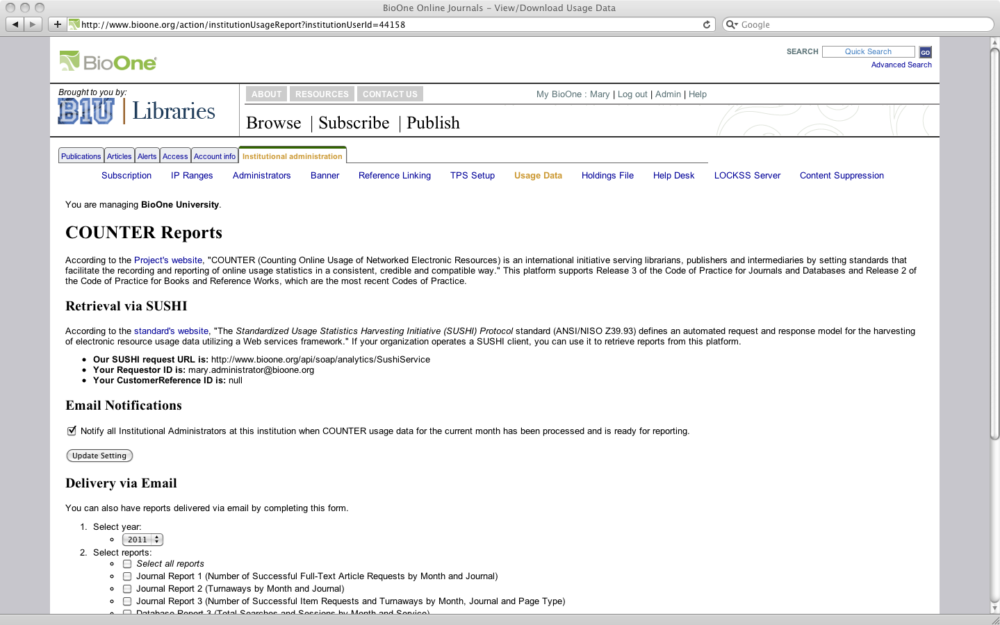 BioOne Online Journals – View/Download Usage Data
http://www.bioone.org/action/institutionUsageReport?institutionUserId=44158
Google
BioOne
SEARCH Quick Search GO
Advanced Search
Brought to you by:
B1U Libraries
ABOUT RESOURCES CONTACT US
My BioOne : Mary | Log out | Admin | Help
Browse | Subscribe | Publish
Publications Articles Alerts Access Account info Institutional administration
Subscription IP Ranges Administrators Banner Reference Linking TPS Setup Usage Data Holdings File Help Desk LOCKSS Server Content Suppression
You are managing BioOne University.
COUNTER Reports
According to the Project's website, "COUNTER (Counting Online Usage of Networked Electronic Resources) is an international initiative serving librarians, publishers and intermediaries by setting standards that
facilitate the recording and reporting of online usage statistics in a consistent, credible and compatible way." This platform supports Release 3 of the Code of Practice for Journals and Databases and Release 2 of
the Code of Practice for Books and Reference Works, which are the most recent Codes of Practice.
Retrieval via SUSHI
According to the standard's website, "The Standardized Usage Statistics Harvesting Initiative (SUSHI) Protocol standard (ANSI/NISO Z39.93) defines an automated request and response model for the harvesting
of electronic resource usage data utilizing a Web services framework." If your organization operates a SUSHI client, you can use it to retrieve reports from this platform.
• Our SUSHI request URL is: http://www.bioone.org/api/soap/analytics/SushiService
• Your Requestor ID is: mary.administrator@bioone.org
• Your CustomerReference ID is: null
Email Notifications
Notify all Institutional Administrators at this institution when COUNTER usage data for the current month has been processed and is ready for reporting.
Update Setting
Delivery via Email
You can also have reports delivered via email by completing this form.
1. Select year:
2011
2. Select reports:
Select all reports
Journal Report 1 (Number of Successful Full-Text Article Requests by Month and Journal)
Journal Report 2 (Turnaways by Month and Journal)
Journal Report 3 (Number of Successful Item Requests and Turnaways by Month, Journal and Page Type)
Database Report 3 (Total Searches and Sessions by Month and Service)